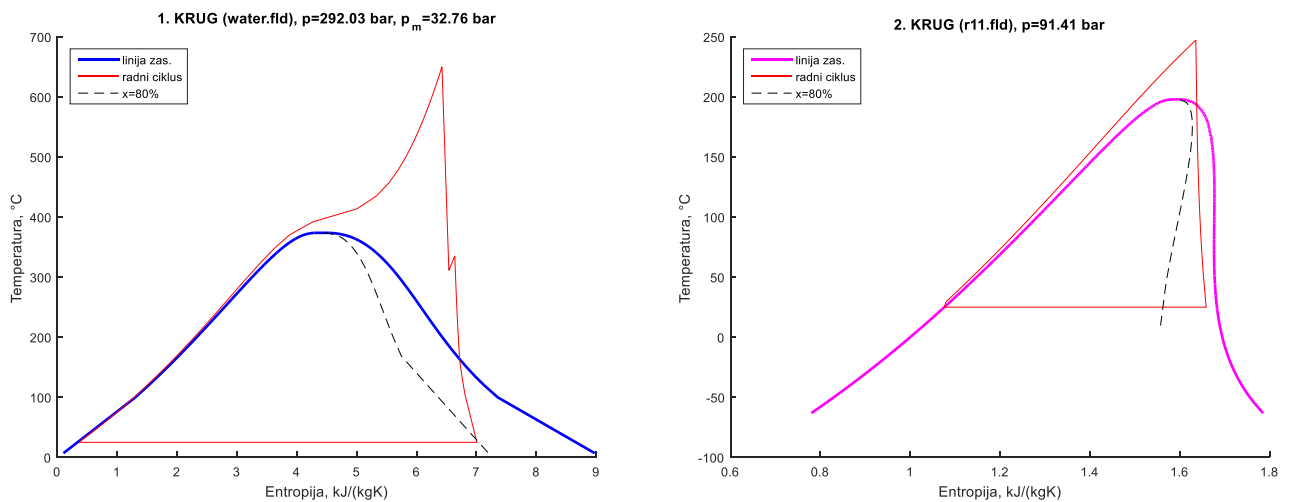 1. KRUG (water.fld), p=292.03 bar, pm=32.76 bar
700
600
500
400
300
200
100
0
Temperatura, °C
linija zas.
radni ciklus
x=80%
0 1 2 3 4 5 6 7 8 9
Entropija, kJ/(kgK)
2. KRUG (r11.fld), p=91.41 bar
250
200
150
100
50
0
-50
-100
Temperatura, °C
linija zas.
radni ciklus
x=80%
0.6 0.8 1 1.2 1.4 1.6 1.8
Entropija, kJ/(kgK)